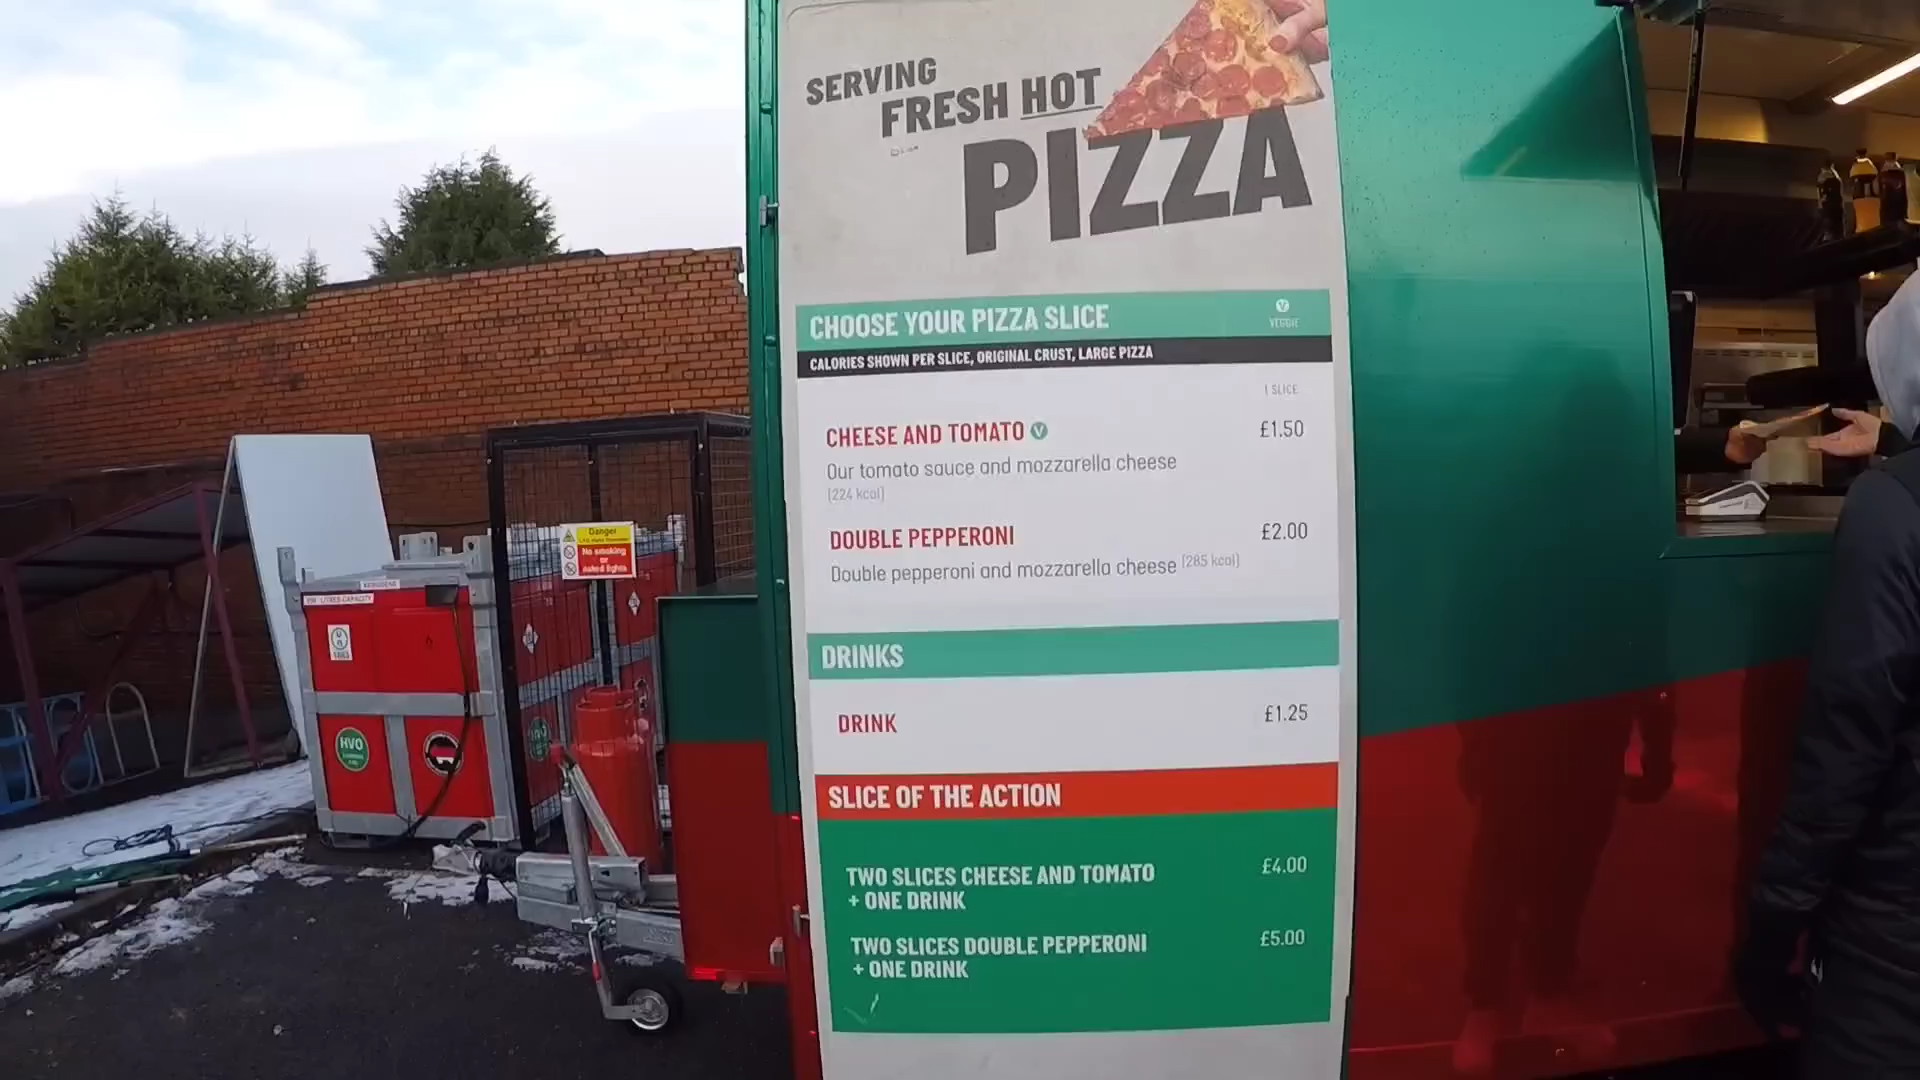 SERVING
FRESH HOT
PIZZA
CHOOSE YOUR PIZZA SLICE
V
VEGGIE
CALORIES SHOWN PER SLICE, ORIGINAL CRUST, LARGE PIZZA
1 SLICE
CHEESE AND TOMATO V £1.50
Our tomato sauce and mozzarella cheese
(224 kcal)
DOUBLE PEPPERONI £2.00
Double pepperoni and mozzarella cheese (285 kcal)
DRINKS
DRINK £1.25
SLICE OF THE ACTION
TWO SLICES CHEESE AND TOMATO £4.00
+ ONE DRINK
TWO SLICES DOUBLE PEPPERONI £5.00
+ ONE DRINK
Danger
No smoking
or
naked lights
KEROSENE
LITRES CAPACITY
HVO